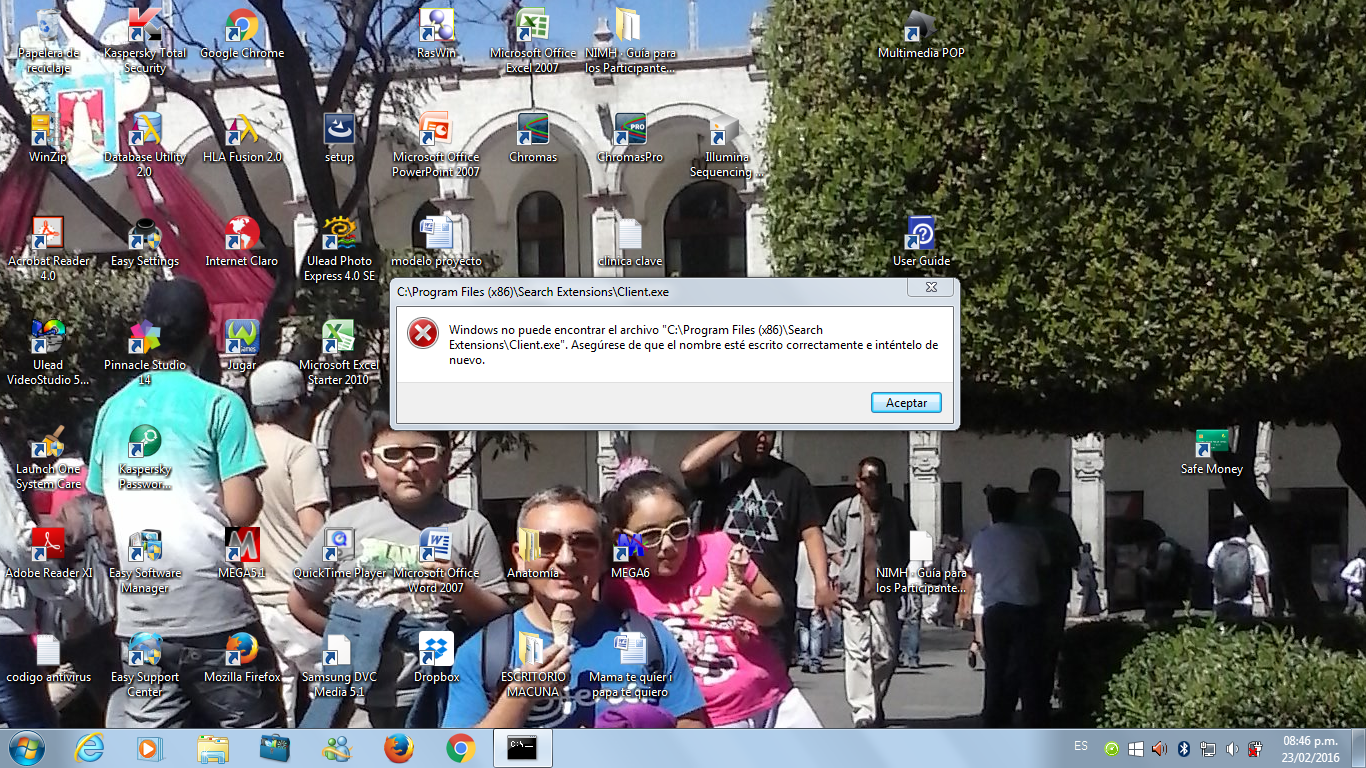 Papelera de
reciclaje
Kaspersky Total
Security
Google Chrome
RasWin
Microsoft Office
Excel 2007
NIMH - Guía para
los Participante...
Multimedia POP
WinZip
Database Utility
2.0
HLA Fusion 2.0
setup
Microsoft Office
PowerPoint 2007
Chromas
PRO
ChromasPro
Illumina
Sequencing ...
Acrobat Reader
4.0
Easy Settings
Internet Claro
Ulead Photo
Express 4.0 SE
modelo proyecto
clinica clave
User Guide
C:\Program Files (x86)\Search Extensions\Client.exe
Windows no puede encontrar el archivo "C:\Program Files (x86)\Search
Extensions\Client.exe". Asegúrese de que el nombre esté escrito correctamente e inténtelo de
nuevo.
Aceptar
Ulead
VideoStudio 5...
Pinnacle Studio
14
Jugar
Microsoft Excel
Starter 2010
Launch One
System Care
Kaspersky
Passwor...
Safe Money
Adobe Reader XI
Easy Software
Manager
MEGA5.1
QuickTime Player
Microsoft Office
Word 2007
Anatomia
MEGA6
NIMH - Guía para
los Participante...
codigo antivirus
Easy Support
Center
Mozilla Firefox
Samsung DVC
Media 5.1
Dropbox
ESCRITORIO
MACUNA
Mama te quier i
papa te quiero
C:\_
ES
08:46 p.m.
23/02/2016